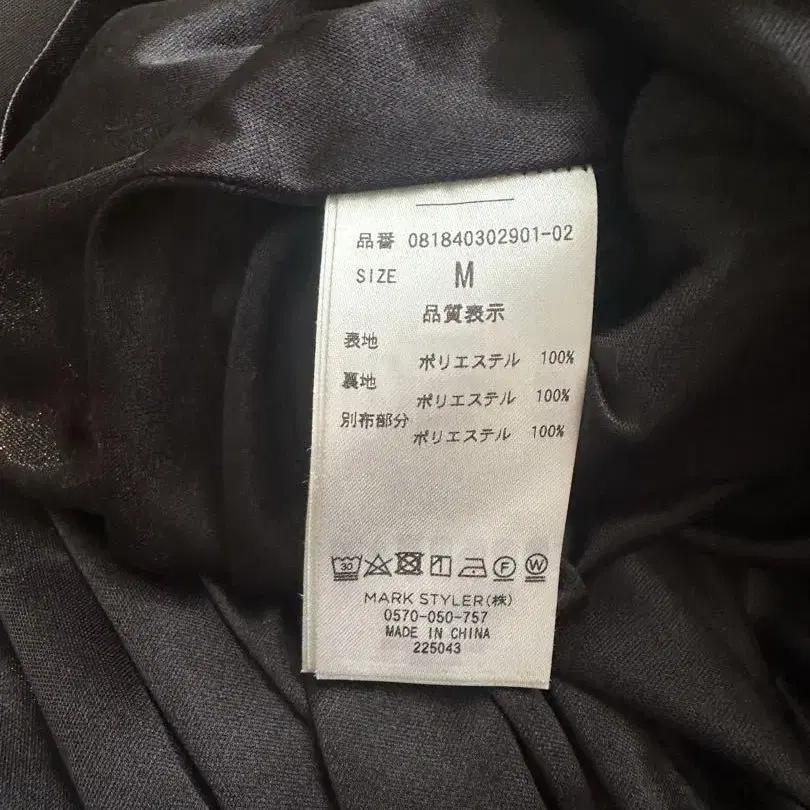 品番 081840302901-02
SIZE M
品質表示
表地
ポリエステル 100%
裏地
ポリエステル 100%
別布部分
ポリエステル 100%
30
F W
MARK STYLER(株)
0570-050-757
MADE IN CHINA
225043